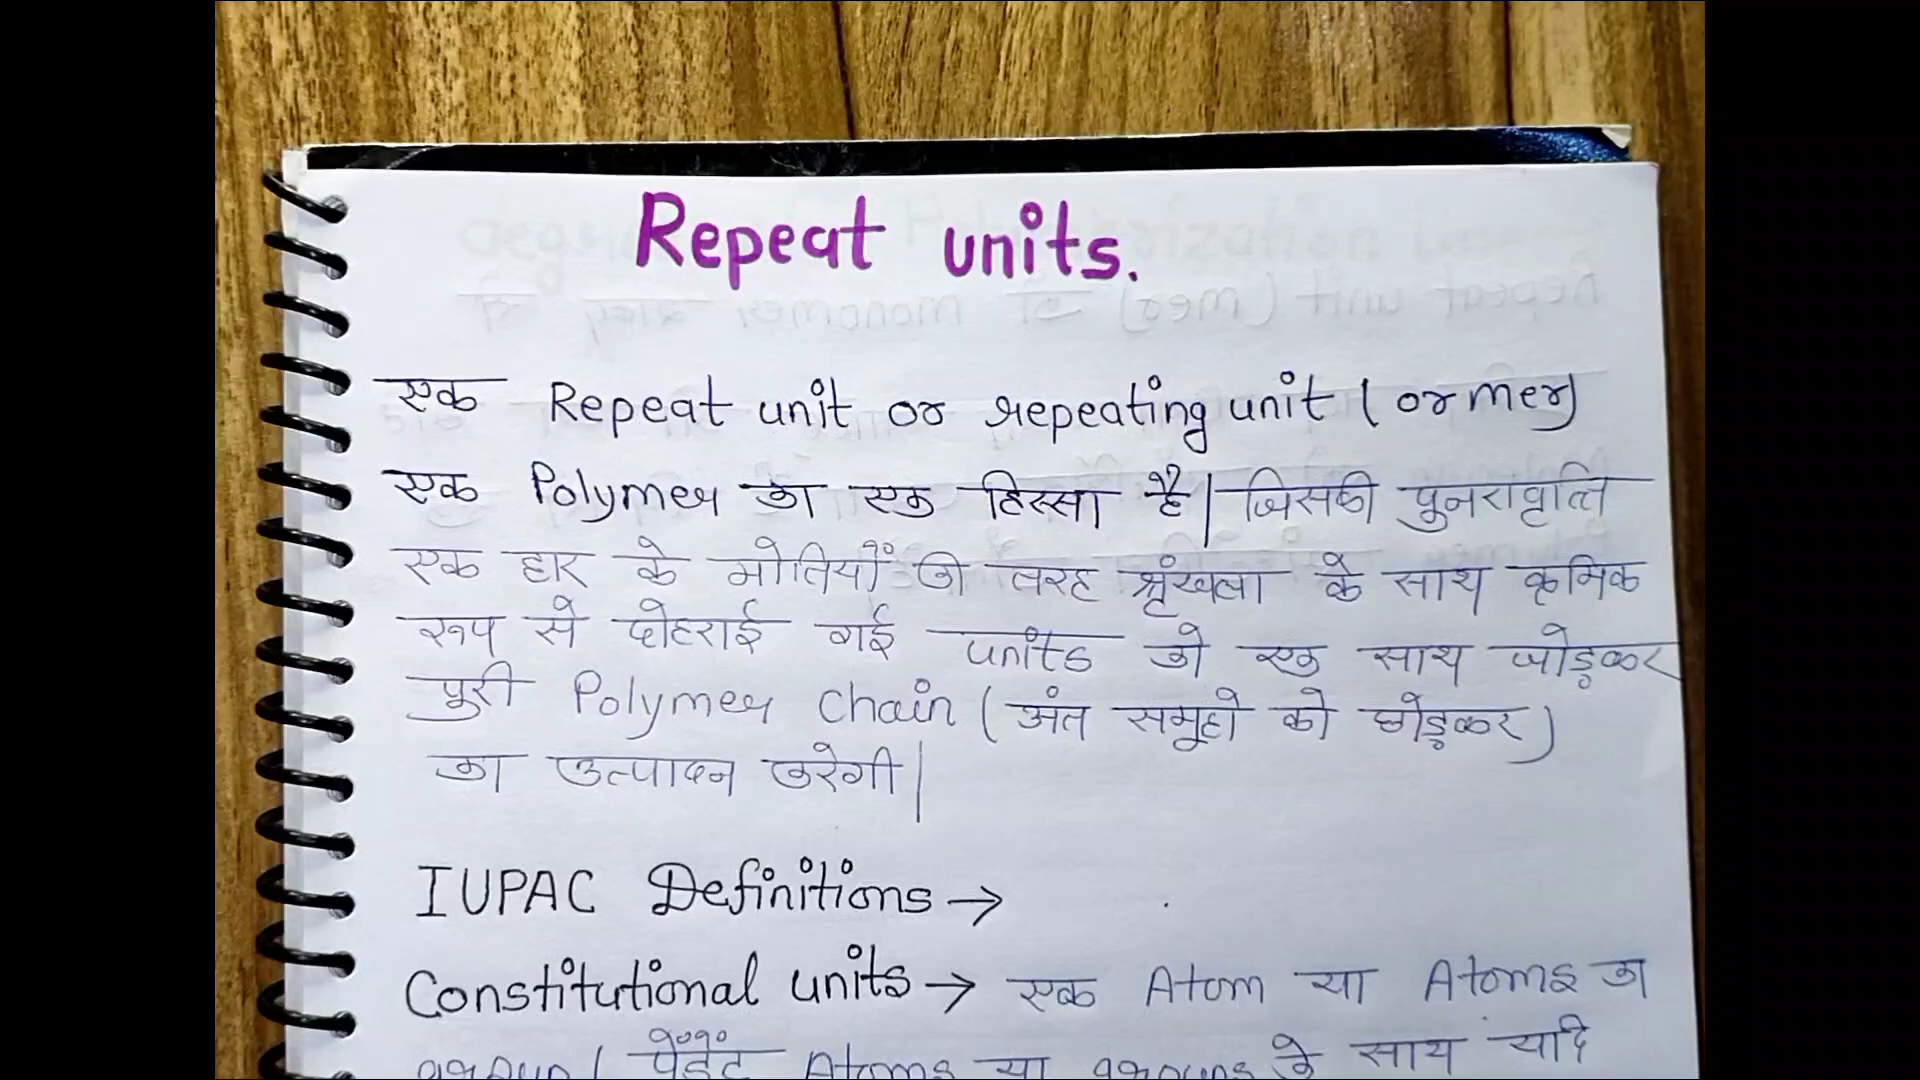 Repeat units.
एक Repeat unit or repeating unit ( or mer)
एक Polymer का एक हिस्सा है| जिसकी पुनरावृत्ति
एक हार के मोतियों की तरह श्रृंखला के साथ क्रमिक
रूप से दोहराई गई units को एक साथ जोड़कर
पुरी Polymer chain (अंत समूहो को छोड़कर)
का उत्पादन करेगी|
IUPAC Definitions →
Constitutional units → एक Atom या Atoms का
group ( पेंडेंट Atoms या groups के साथ यदि